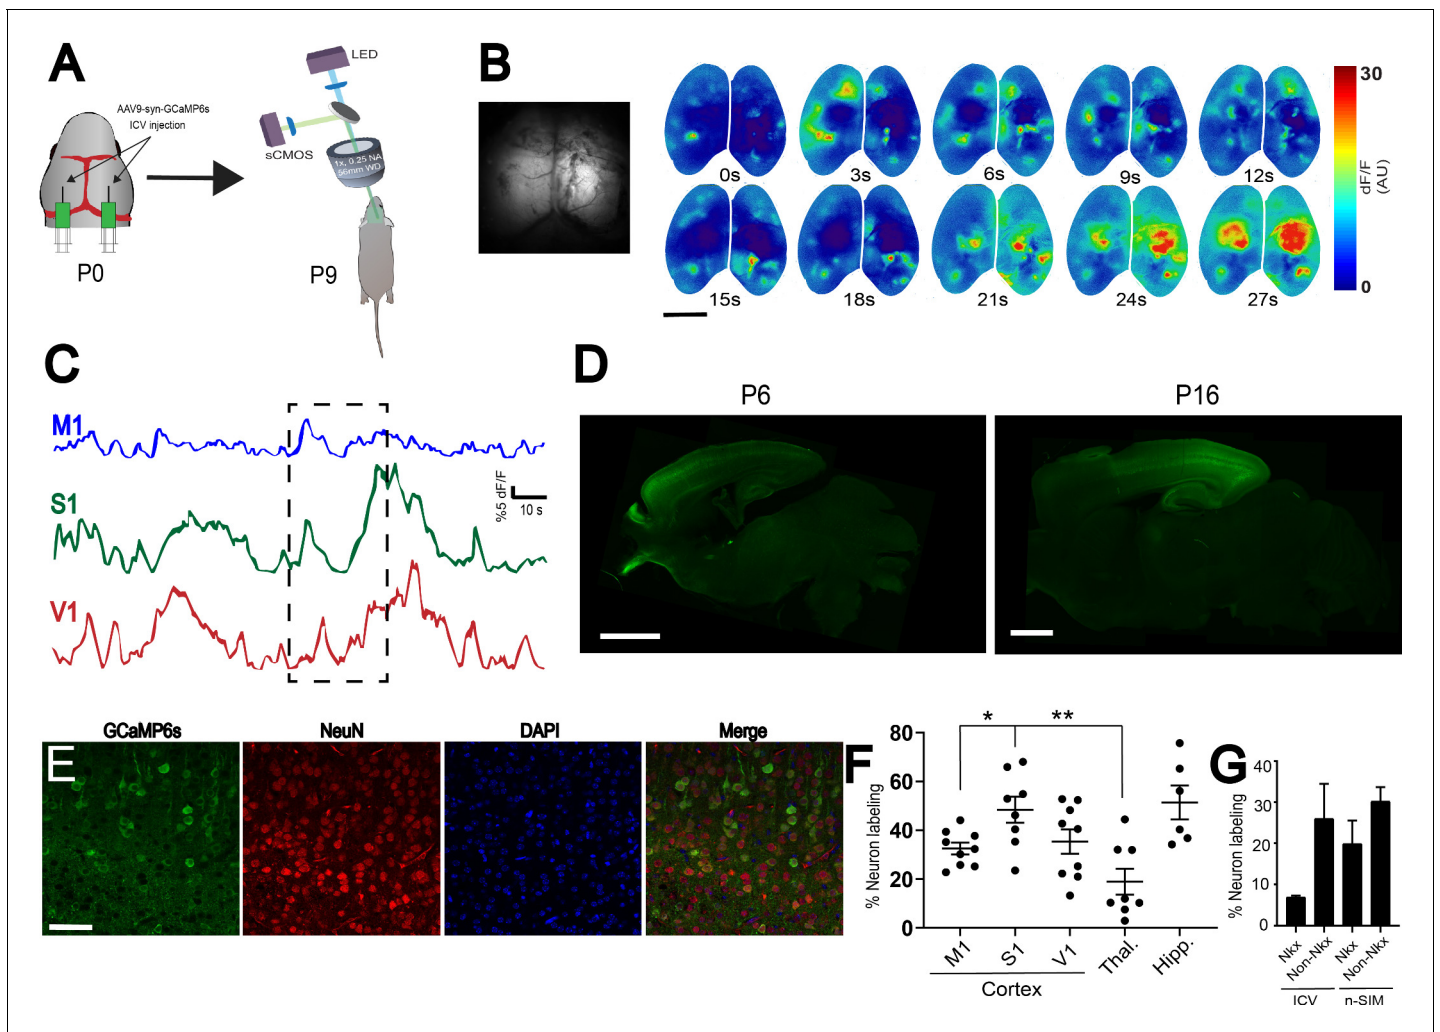 A
AAV9-syn-GCaMP6s
ICV injection
P0
LED
sCMOS
1x, 0.25 NA
56mm WD
P9
B
0s
3s
6s
9s
12s
15s
18s
21s
24s
27s
30
0
dF/F
(AU)
C
M1
S1
V1
%5 dF/F
10 s
D
P6
P16
E
GCaMP6s
NeuN
DAPI
Merge
F
% Neuron labeling
80
60
40
20
0
*
**
M1
S1
V1
Thal.
Hipp.
Cortex
G
% Neuron labeling
40
30
20
10
0
Nkx
Non-Nkx
Nkx
Non-Nkx
ICV
n-SIM